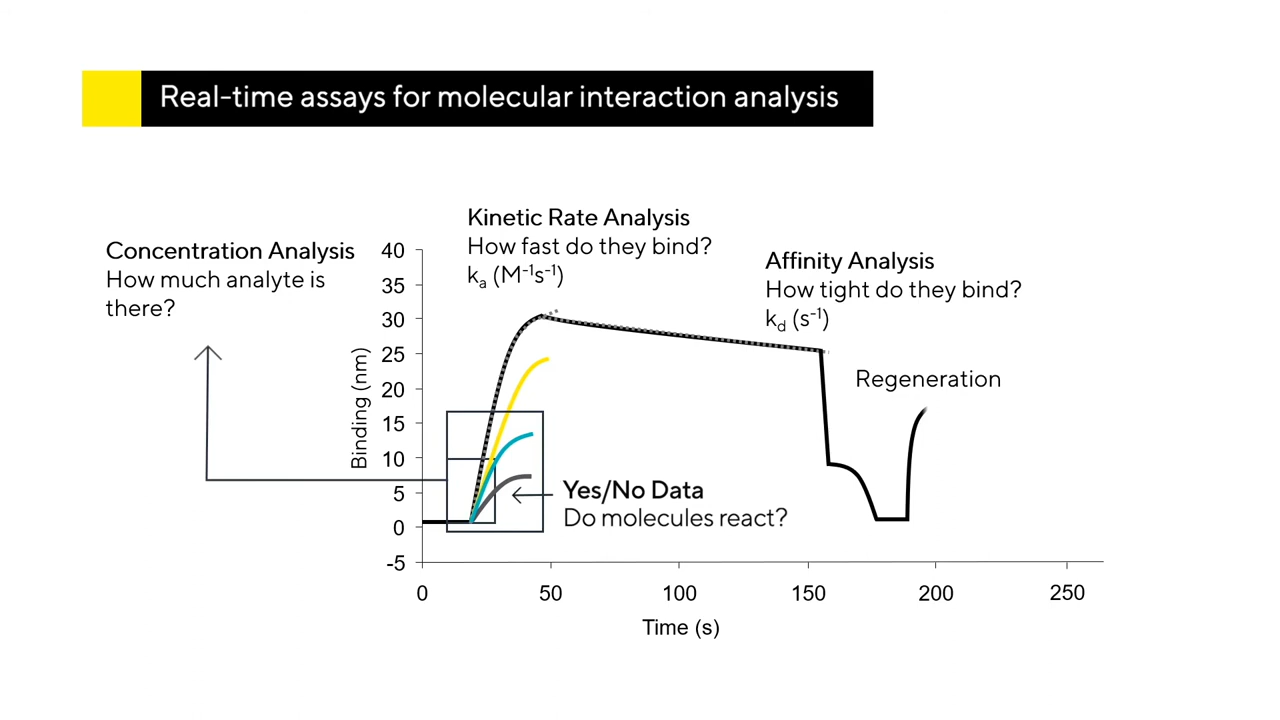 Real-time assays for molecular interaction analysis
Concentration Analysis
How much analyte is
there?
Kinetic Rate Analysis
How fast do they bind?
kₐ (M⁻¹s⁻¹)
Affinity Analysis
How tight do they bind?
k_d (s⁻¹)
Regeneration
Yes/No Data
Do molecules react?
Binding (nm)
40
35
30
25
20
15
10
5
0
-5
0 50 100 150 200 250
Time (s)